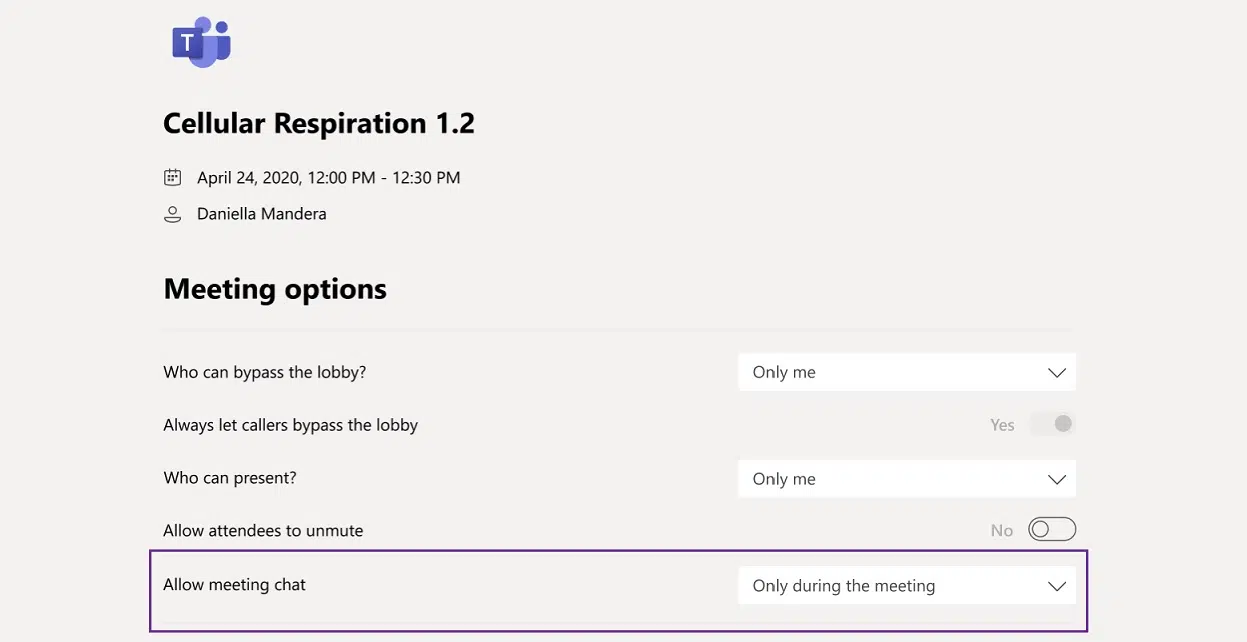 T
Cellular Respiration 1.2
April 24, 2020, 12:00 PM - 12:30 PM
Daniella Mandera
Meeting options
Who can bypass the lobby? Only me
Always let callers bypass the lobby Yes
Who can present? Only me
Allow attendees to unmute No
Allow meeting chat Only during the meeting